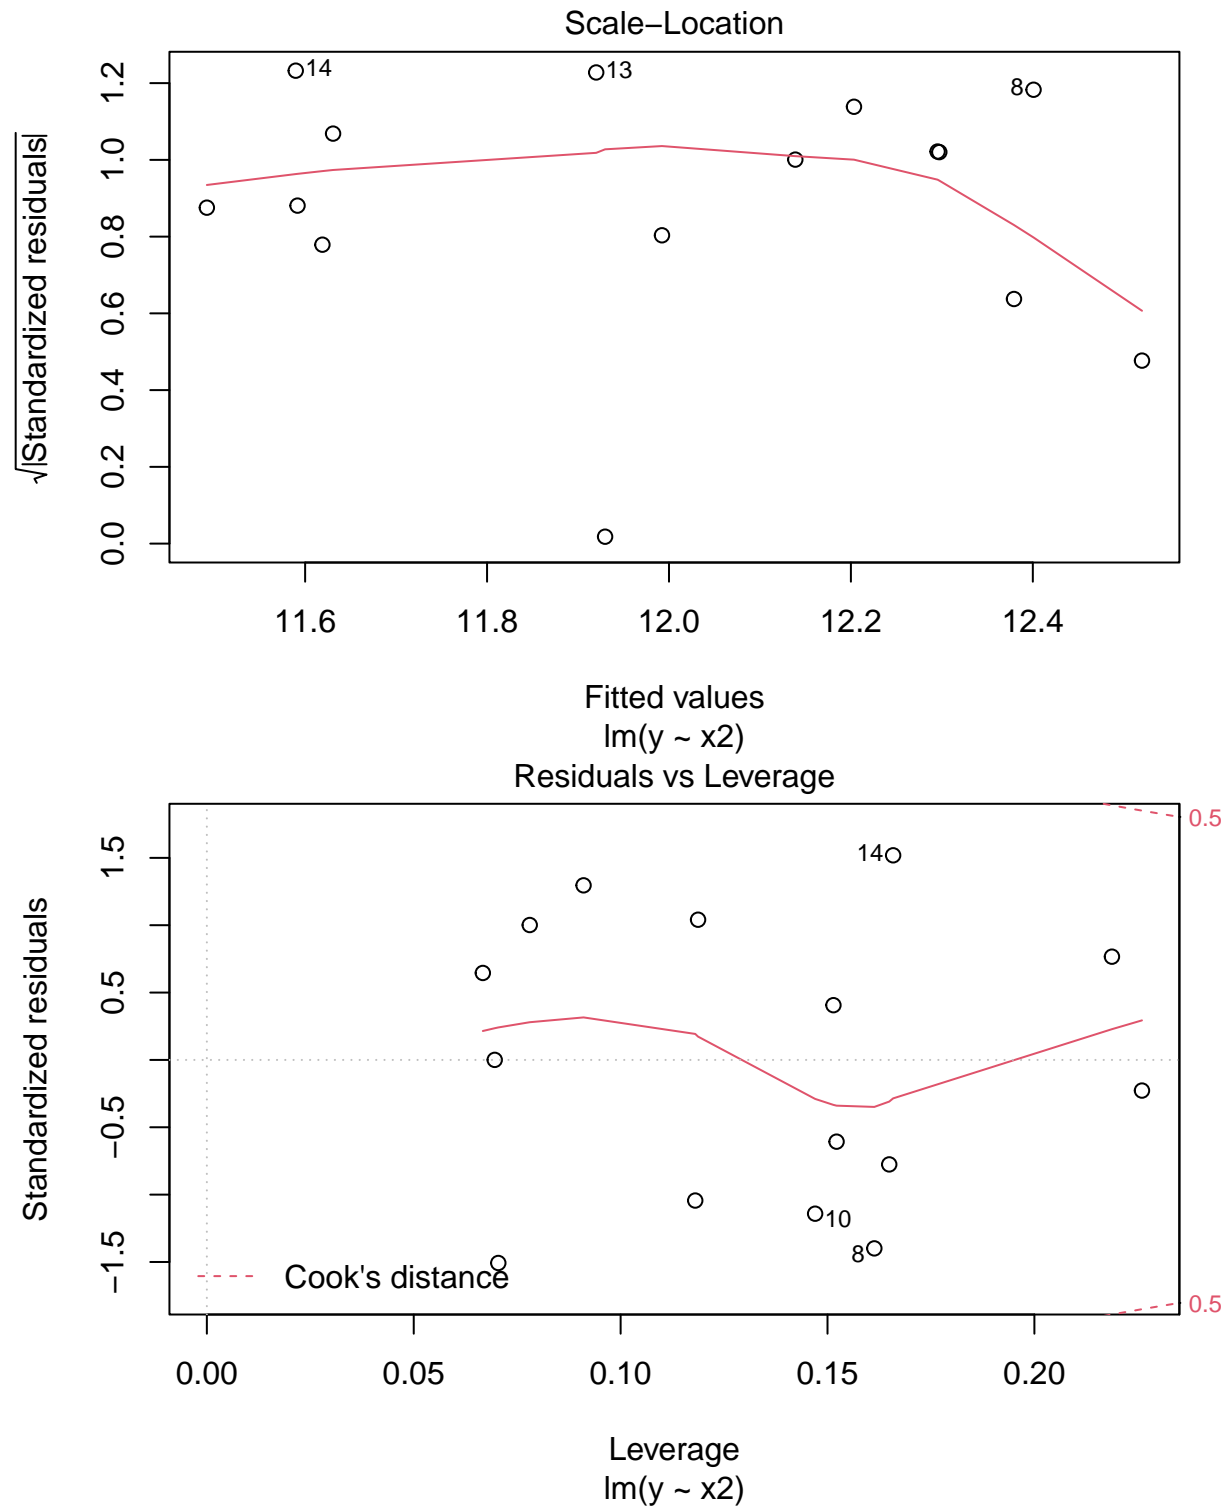 Scale−Location
√|Standardized residuals|
1.2
1.0
0.8
0.6
0.4
0.2
0.0
14
13
8
11.6 11.8 12.0 12.2 12.4
Fitted values
lm(y ~ x2)
Residuals vs Leverage
Standardized residuals
1.5
0.5
−0.5
−1.5
0.5
14
10
8
Cook's distance
0.5
0.00 0.05 0.10 0.15 0.20
Leverage
lm(y ~ x2)